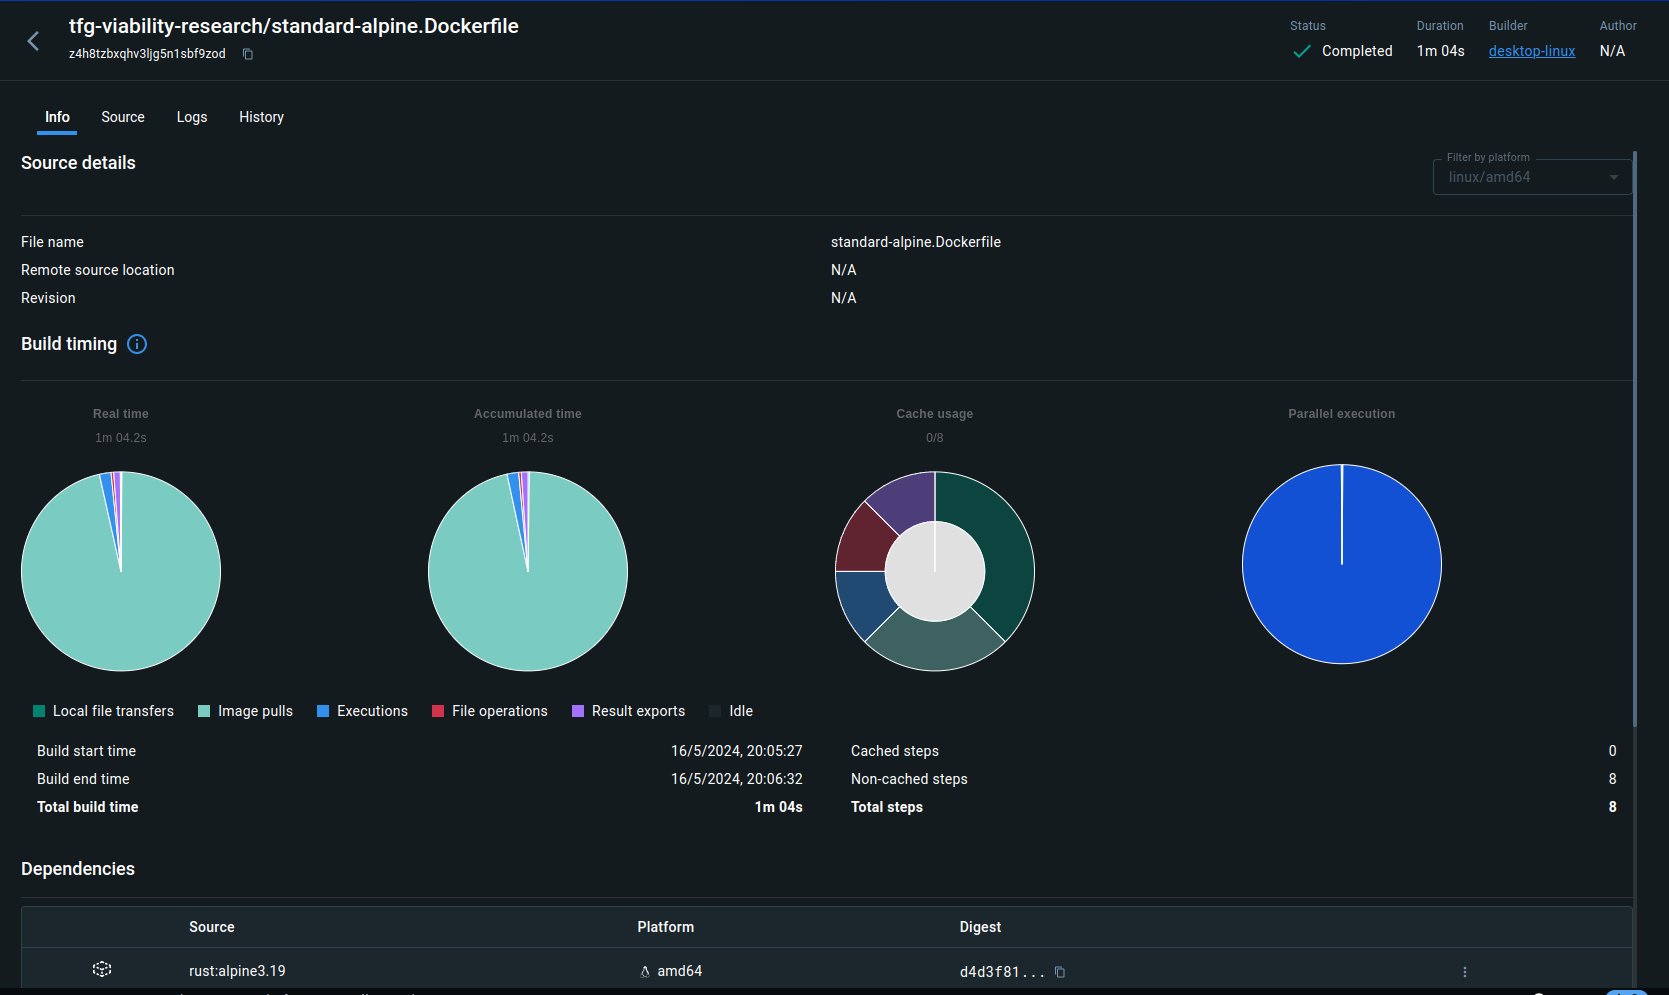 tfg-viability-research/standard-alpine.Dockerfile
z4h8tzbxqhv3ljg5n1sbf9zod
Status Duration Builder Author
Completed 1m 04s desktop-linux N/A
Info Source Logs History
Source details
Filter by platform
linux/amd64
File name standard-alpine.Dockerfile
Remote source location N/A
Revision N/A
Build timing
Real time Accumulated time Cache usage Parallel execution
1m 04.2s 1m 04.2s 0/8
Local file transfers Image pulls Executions File operations Result exports Idle
Build start time 16/5/2024, 20:05:27 Cached steps 0
Build end time 16/5/2024, 20:06:32 Non-cached steps 8
Total build time 1m 04s Total steps 8
Dependencies
Source Platform Digest
rust:alpine3.19 amd64 d4d3f81...